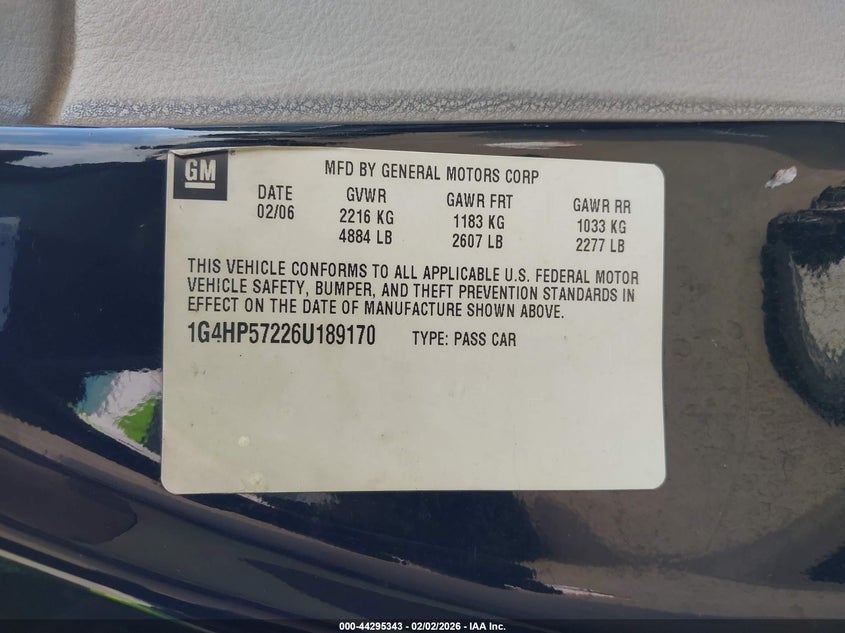 GM
MFD BY GENERAL MOTORS CORP
DATE GVWR GAWR FRT GAWR RR
02/06 2216 KG 1183 KG 1033 KG
4884 LB 2607 LB 2277 LB
THIS VEHICLE CONFORMS TO ALL APPLICABLE U.S. FEDERAL MOTOR
VEHICLE SAFETY, BUMPER, AND THEFT PREVENTION STANDARDS IN
EFFECT ON THE DATE OF MANUFACTURE SHOWN ABOVE.
1G4HP57226U189170 TYPE: PASS CAR
000-44295343 - 02/02/2026 - IAA Inc.